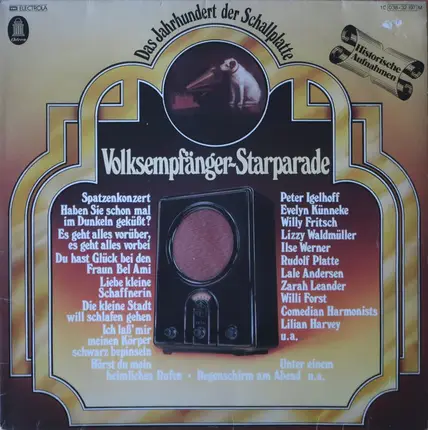 EMI ELECTROLA
Odeon
Das Jahrhundert der Schallplatte
Historische
Aufnahmen
Volksempfänger-Starparade
Spatzenkonzert
Haben Sie schon mal
im Dunkeln geküßt?
Es geht alles vorüber,
es geht alles vorbei
Du hast Glück bei den
Fraun Bel Ami
Liebe kleine
Schaffnerin
Die kleine Stadt
will schlafen gehen
Ich laß' mir
meinen Körper
schwarz bepinseln
Hörst du mein
heimliches Rufen • Regenschirm am Abend u.a.
Unter einem
Peter Igelhoff
Evelyn Künneke
Willy Fritsch
Lizzy Waldmüller
Ilse Werner
Rudolf Platte
Lale Andersen
Zarah Leander
Willi Forst
Comedian Harmonists
Lilian Harvey
u.a.